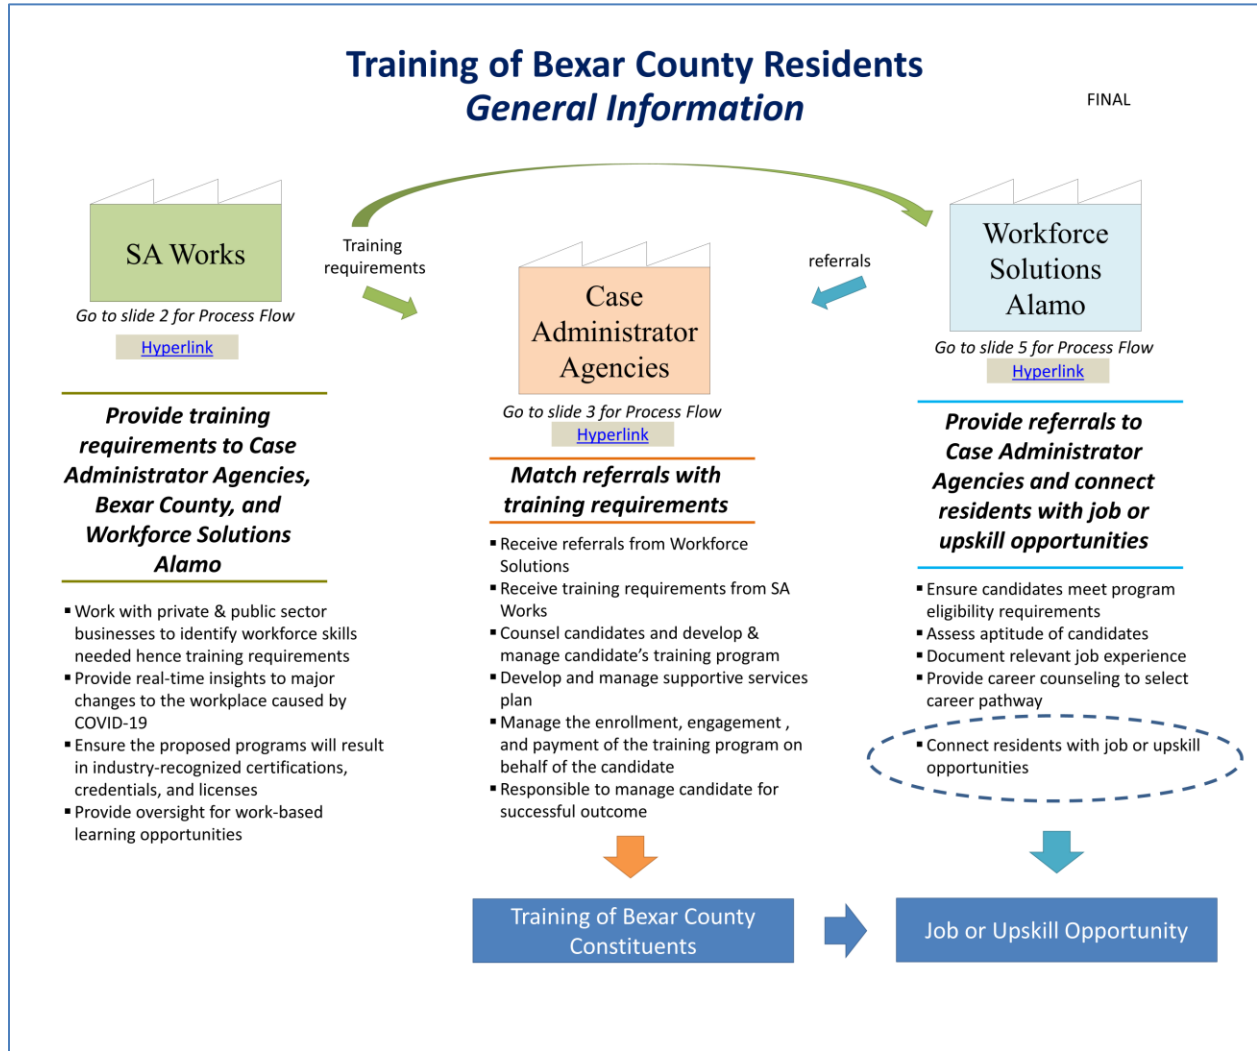 Training of Bexar County Residents
General Information
FINAL
SA Works
Go to slide 2 for Process Flow
Hyperlink
Provide training
requirements to Case
Administrator Agencies,
Bexar County, and
Workforce Solutions
Alamo
▪ Work with private & public sector
businesses to identify workforce skills
needed hence training requirements
▪ Provide real-time insights to major
changes to the workplace caused by
COVID-19
▪ Ensure the proposed programs will result
in industry-recognized certifications,
credentials, and licenses
▪ Provide oversight for work-based
learning opportunities
Training
requirements
Case
Administrator
Agencies
Go to slide 3 for Process Flow
Hyperlink
Match referrals with
training requirements
▪ Receive referrals from Workforce
Solutions
▪ Receive training requirements from SA
Works
▪ Counsel candidates and develop &
manage candidate’s training program
▪ Develop and manage supportive services
plan
▪ Manage the enrollment, engagement ,
and payment of the training program on
behalf of the candidate
▪ Responsible to manage candidate for
successful outcome
referrals
Workforce
Solutions
Alamo
Go to slide 5 for Process Flow
Hyperlink
Provide referrals to
Case Administrator
Agencies and connect
residents with job or
upskill opportunities
▪ Ensure candidates meet program
eligibility requirements
▪ Assess aptitude of candidates
▪ Document relevant job experience
▪ Provide career counseling to select
career pathway
▪ Connect residents with job or upskill
opportunities
Training of Bexar County
Constituents
Job or Upskill Opportunity